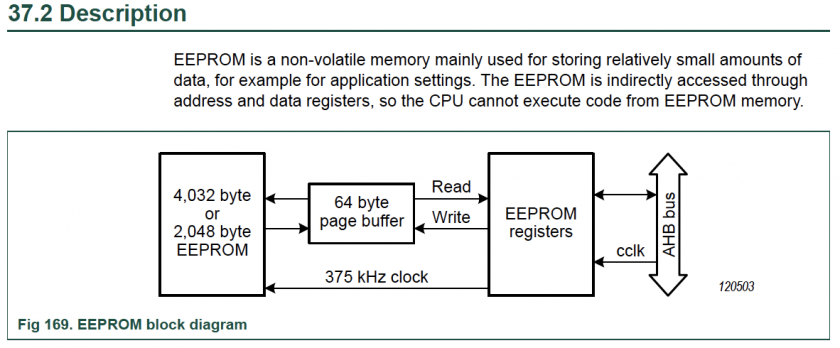 37.2 Description
EEPROM is a non-volatile memory mainly used for storing relatively small amounts of
data, for example for application settings. The EEPROM is indirectly accessed through
address and data registers, so the CPU cannot execute code from EEPROM memory.
4,032 byte
or
2,048 byte
EEPROM
64 byte
page buffer
Read
Write
375 kHz clock
EEPROM
registers
cclk
AHB bus
120503
Fig 169. EEPROM block diagram